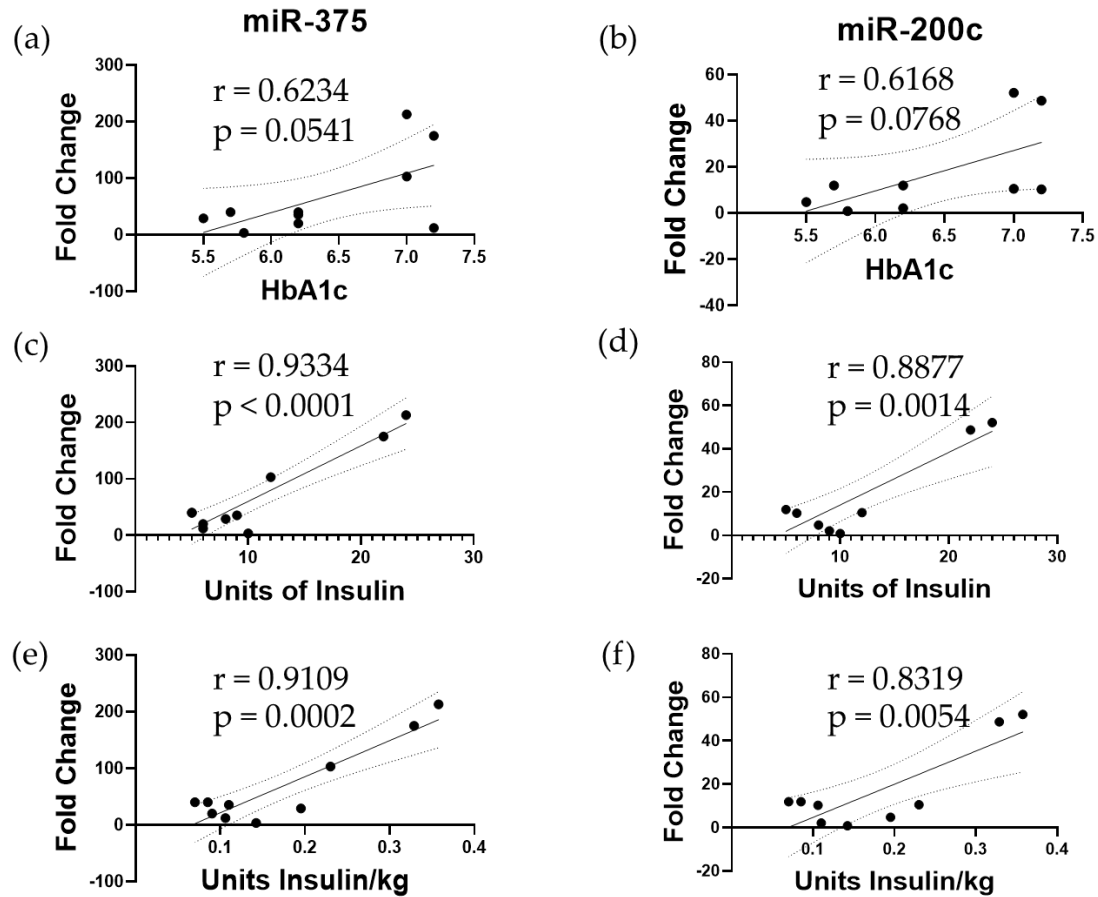 miR-375
miR-200c
(a)
r = 0.6234
p = 0.0541
Fold Change
300
200
100
0
-100
5.5
6.0
6.5
7.0
7.5
HbA1c
(b)
r = 0.6168
p = 0.0768
Fold Change
60
40
20
0
-20
-40
5.5
6.0
6.5
7.0
7.5
HbA1c
(c)
r = 0.9334
p < 0.0001
Fold Change
300
200
100
0
-100
10
20
30
Units of Insulin
(d)
r = 0.8877
p = 0.0014
Fold Change
80
60
40
20
0
-20
10
20
30
Units of Insulin
(e)
r = 0.9109
p = 0.0002
Fold Change
300
200
100
0
-100
0.1
0.2
0.3
0.4
Units Insulin/kg
(f)
r = 0.8319
p = 0.0054
Fold Change
80
60
40
20
0
-20
0.1
0.2
0.3
0.4
Units Insulin/kg